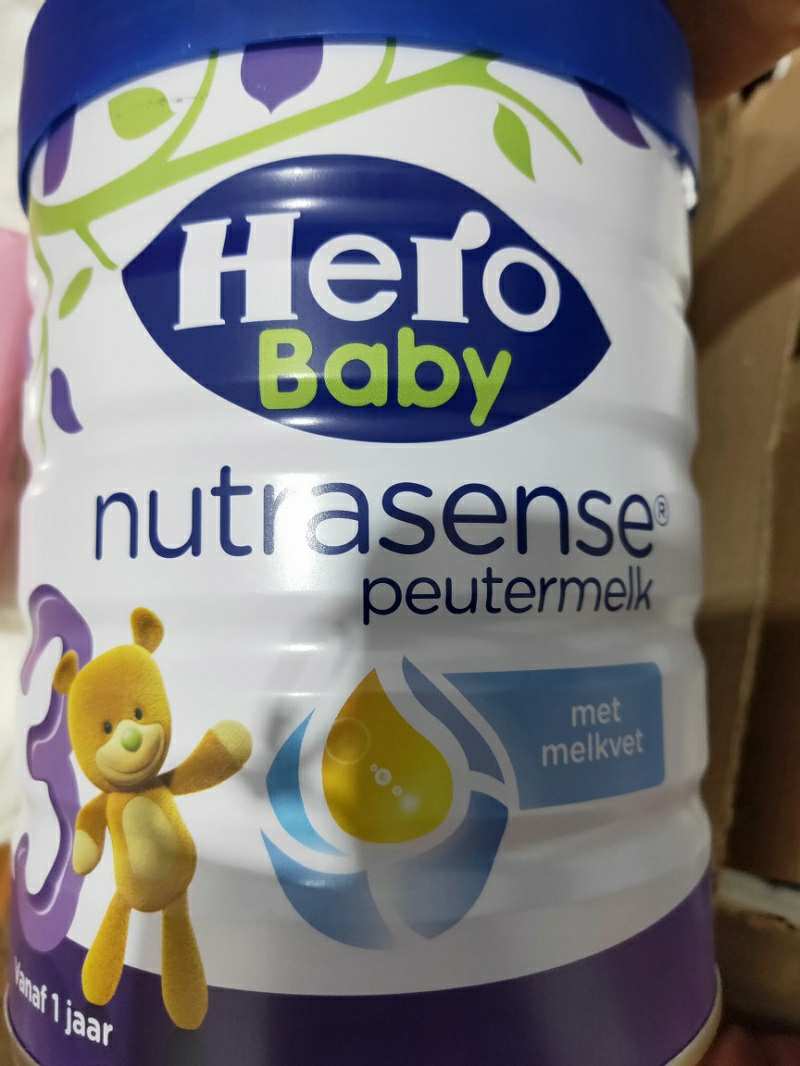 Hero
Baby
nutrasense®
peutermelk
met
melkvet
3
Vanaf 1 jaar